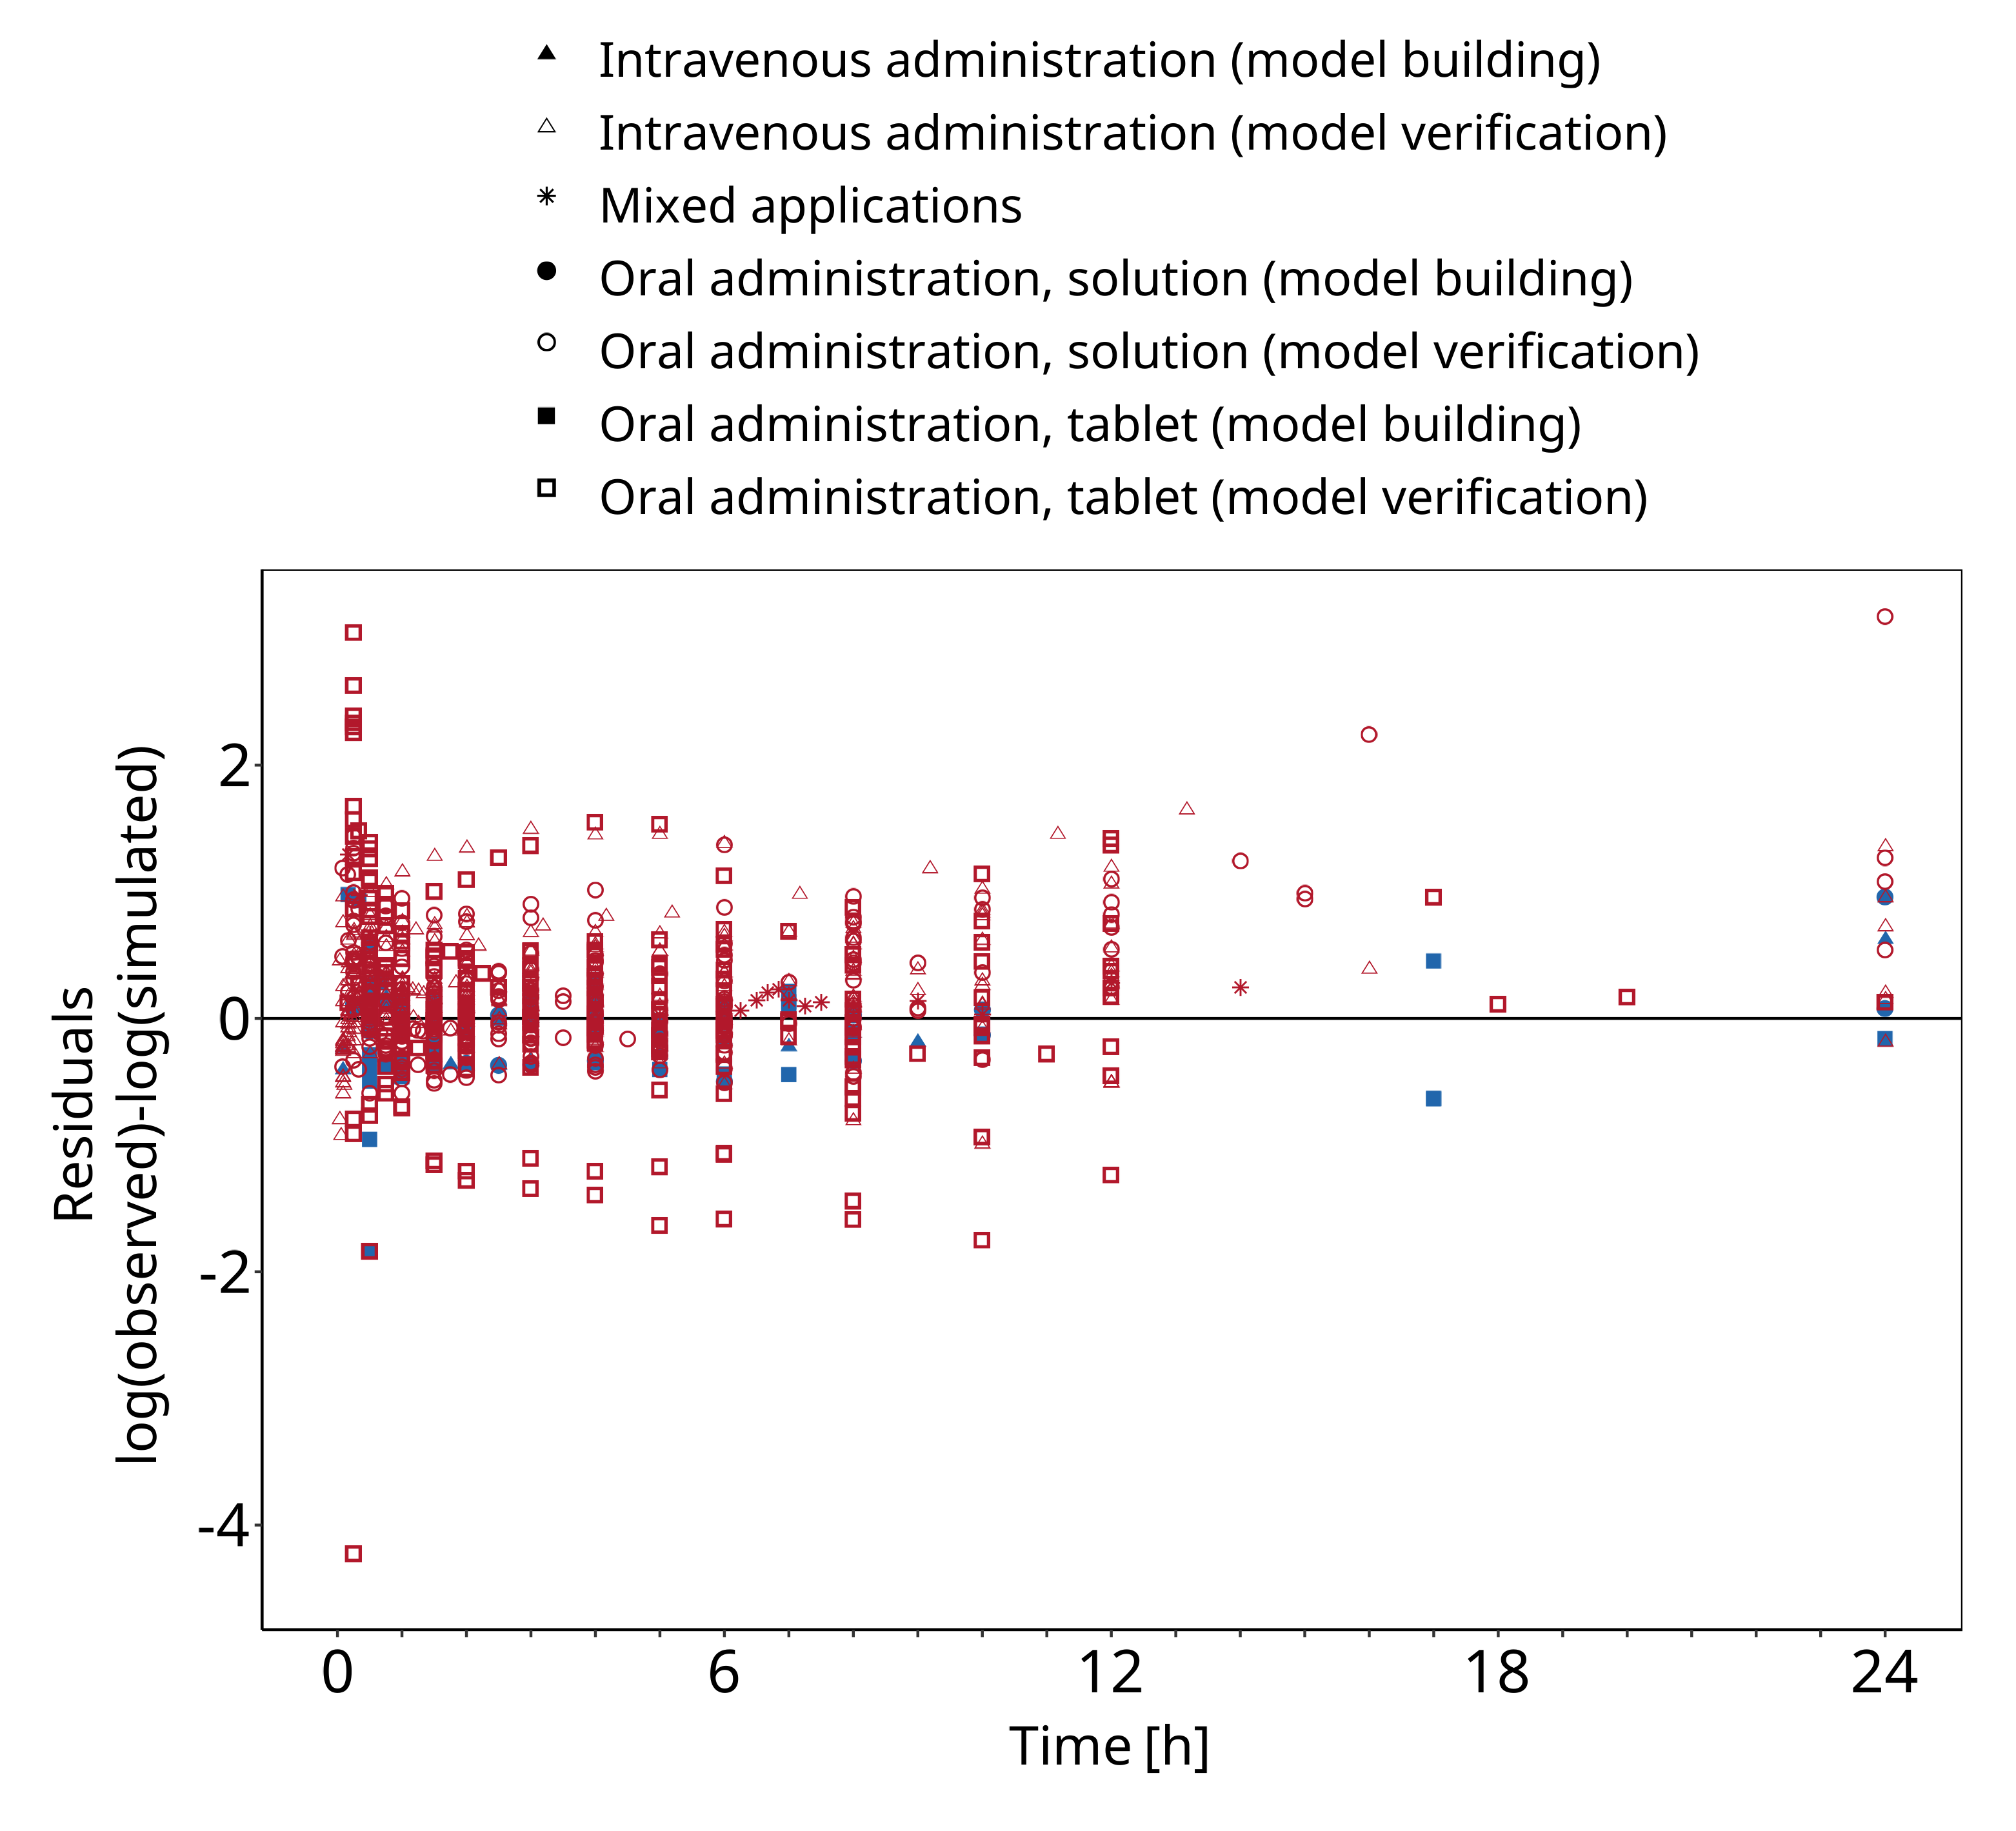 Intravenous administration (model building)
Intravenous administration (model verification)
Mixed applications
Oral administration, solution (model building)
Oral administration, solution (model verification)
Oral administration, tablet (model building)
Oral administration, tablet (model verification)
Residuals
log(observed)-log(simulated)
2
0
-2
-4
0 6 12 18 24
Time [h]